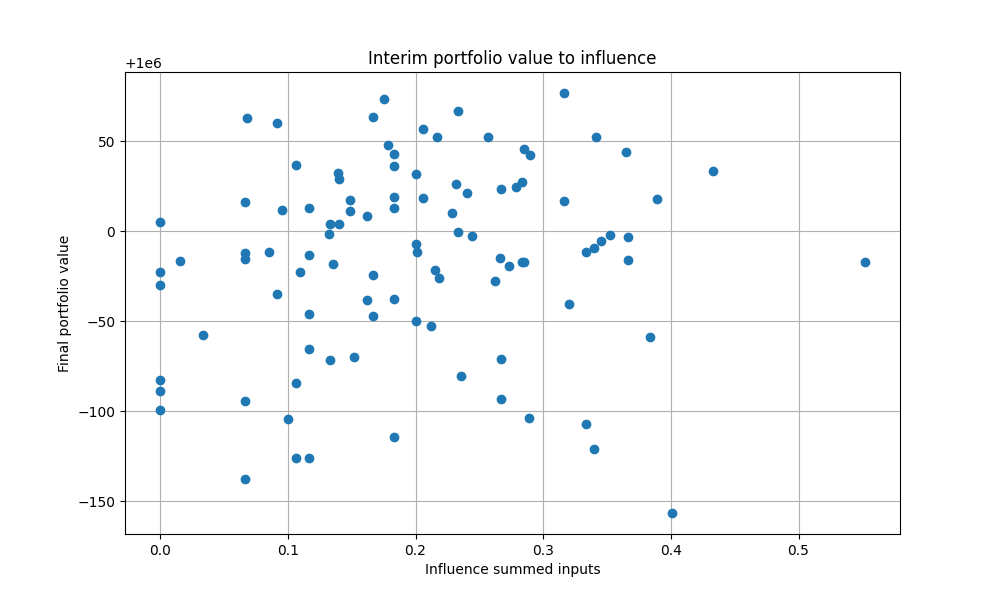 Interim portfolio value to influence
+1e6
50
0
−50
−100
−150
Final portfolio value
0.0 0.1 0.2 0.3 0.4 0.5
Influence summed inputs